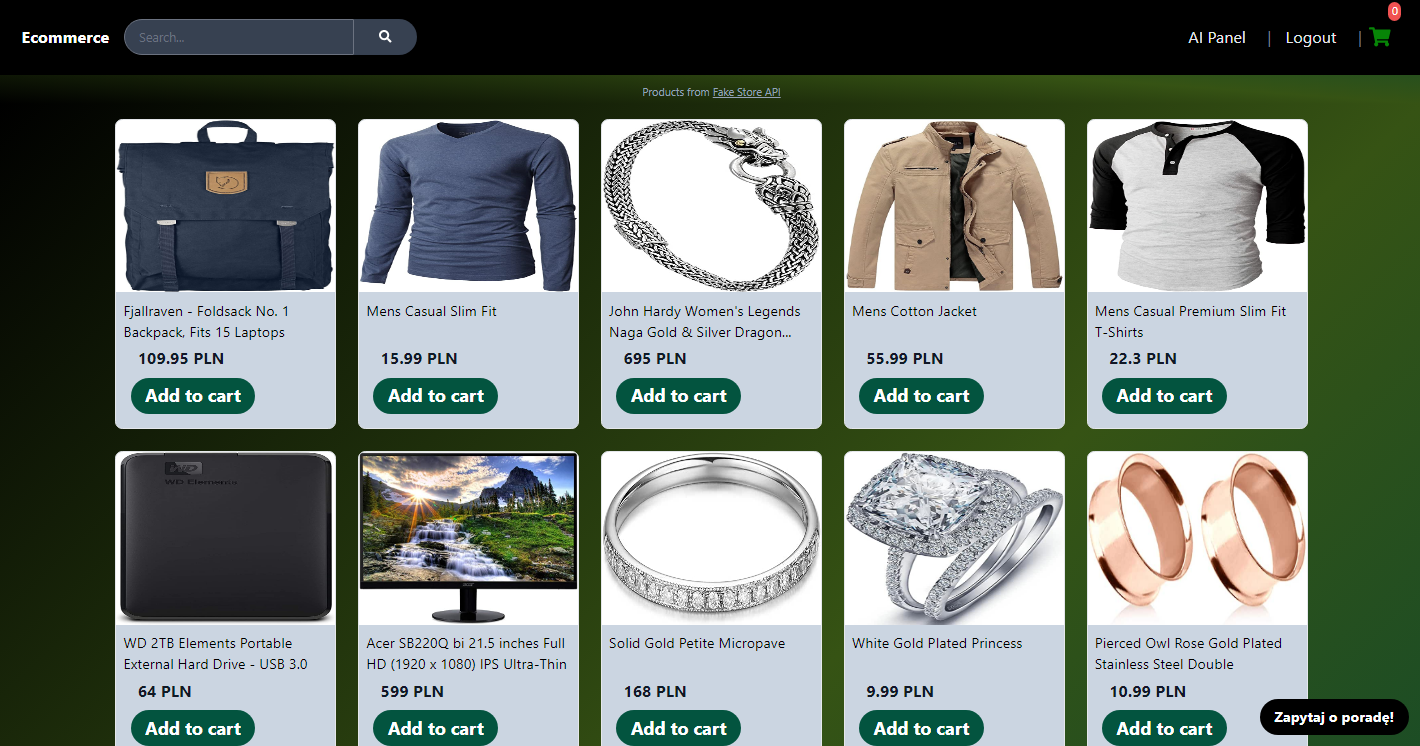 Ecommerce
Search...
AI Panel
|
Logout
|
0
Products from Fake Store API
Fjallraven - Foldsack No. 1
Backpack, Fits 15 Laptops
109.95 PLN
Add to cart
Mens Casual Slim Fit
15.99 PLN
Add to cart
John Hardy Women's Legends
Naga Gold & Silver Dragon...
695 PLN
Add to cart
Mens Cotton Jacket
55.99 PLN
Add to cart
Mens Casual Premium Slim Fit
T-Shirts
22.3 PLN
Add to cart
WD
WD Elements
WD 2TB Elements Portable
External Hard Drive - USB 3.0
64 PLN
Add to cart
acer
Acer SB220Q bi 21.5 inches Full
HD (1920 x 1080) IPS Ultra-Thin
599 PLN
Add to cart
Solid Gold Petite Micropave
168 PLN
Add to cart
White Gold Plated Princess
9.99 PLN
Add to cart
Pierced Owl Rose Gold Plated
Stainless Steel Double
10.99 PLN
Add to cart
Zapytaj o poradę!